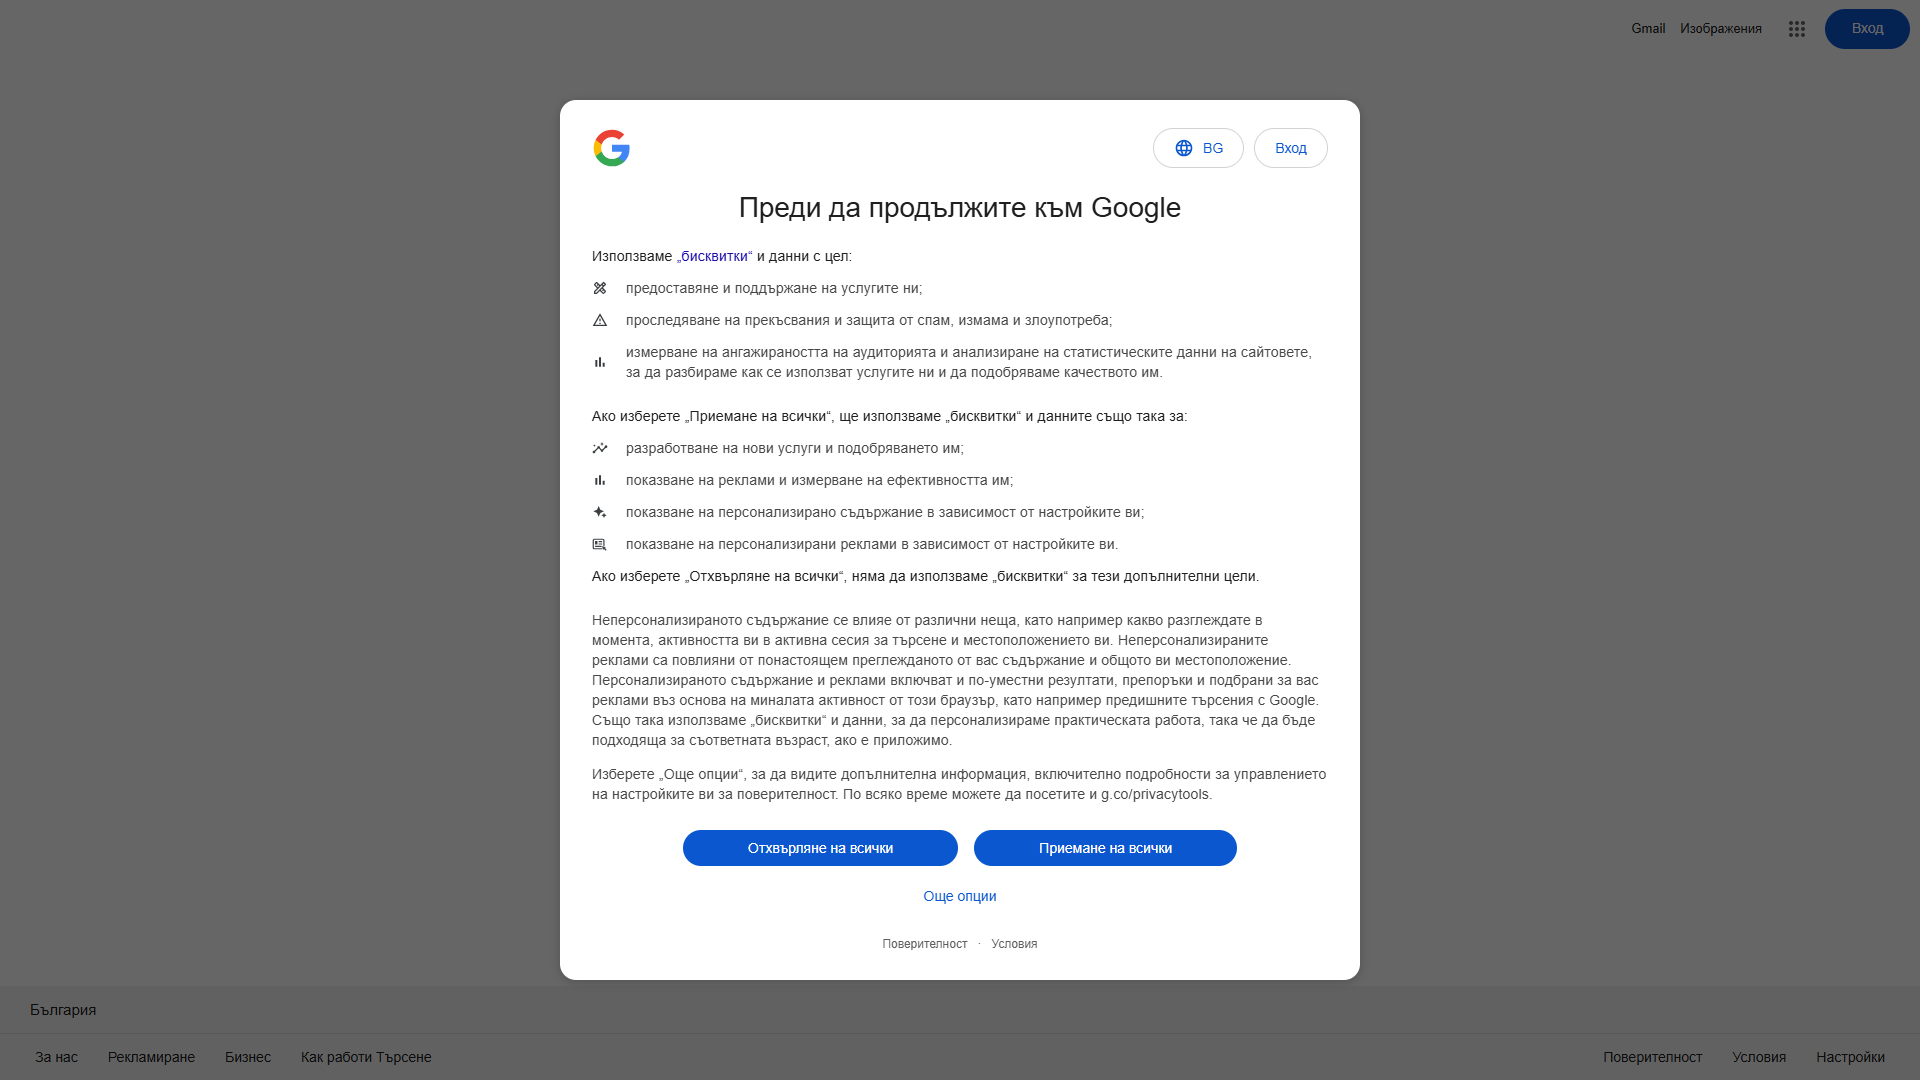 Gmail Изображения Вход
BG Вход
Преди да продължите към Google
Използваме „бисквитки“ и данни с цел:
предоставяне и поддържане на услугите ни;
проследяване на прекъсвания и защита от спам, измама и злоупотреба;
измерване на ангажираността на аудиторията и анализиране на статистическите данни на сайтовете,
за да разбираме как се използват услугите ни и да подобряваме качеството им.
Ако изберете „Приемане на всички“, ще използваме „бисквитки“ и данните също така за:
разработване на нови услуги и подобряването им;
показване на реклами и измерване на ефективността им;
показване на персонализирано съдържание в зависимост от настройките ви;
показване на персонализирани реклами в зависимост от настройките ви.
Ако изберете „Отхвърляне на всички“, няма да използваме „бисквитки“ за тези допълнителни цели.
Неперсонализираното съдържание се влияе от различни неща, като например какво разглеждате в
момента, активността ви в активна сесия за търсене и местоположението ви. Неперсонализираните
реклами са повлияни от понастоящем преглежданото от вас съдържание и общото ви местоположение.
Персонализираното съдържание и реклами включват и по-уместни резултати, препоръки и подбрани за вас
реклами въз основа на миналата активност от този браузър, като например предишните търсения с Google.
Също така използваме „бисквитки“ и данни, за да персонализираме практическата работа, така че да бъде
подходяща за съответната възраст, ако е приложимо.
Изберете „Още опции“, за да видите допълнителна информация, включително подробности за управлението
на настройките ви за поверителност. По всяко време можете да посетите и g.co/privacytools.
Отхвърляне на всички Приемане на всички
Още опции
Поверителност · Условия
България
За нас Рекламиране Бизнес Как работи Търсене Поверителност Условия Настройки